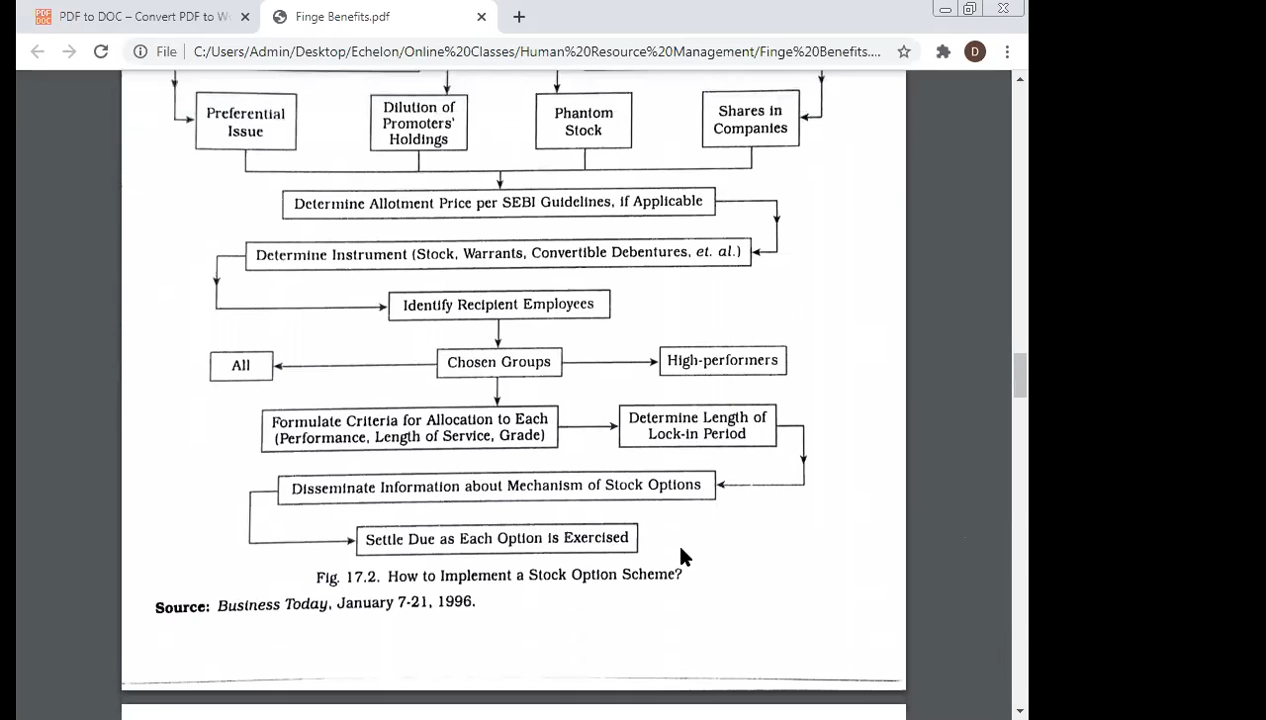 PDF to DOC – Convert PDF to W
Finge Benefits.pdf
File
C:/Users/Admin/Desktop/Echelon/Online%20Classes/Human%20Resource%20Management/Finge%20Benefits....
D
Preferential
Issue
Dilution of
Promoters'
Holdings
Phantom
Stock
Shares in
Companies
Determine Allotment Price per SEBI Guidelines, if Applicable
Determine Instrument (Stock, Warrants, Convertible Debentures, et. al.)
Identify Recipient Employees
All
Chosen Groups
High-performers
Formulate Criteria for Allocation to Each
(Performance, Length of Service, Grade)
Determine Length of
Lock-in Period
Disseminate Information about Mechanism of Stock Options
Settle Due as Each Option is Exercised
Fig. 17.2. How to Implement a Stock Option Scheme?
Source: Business Today, January 7-21, 1996.